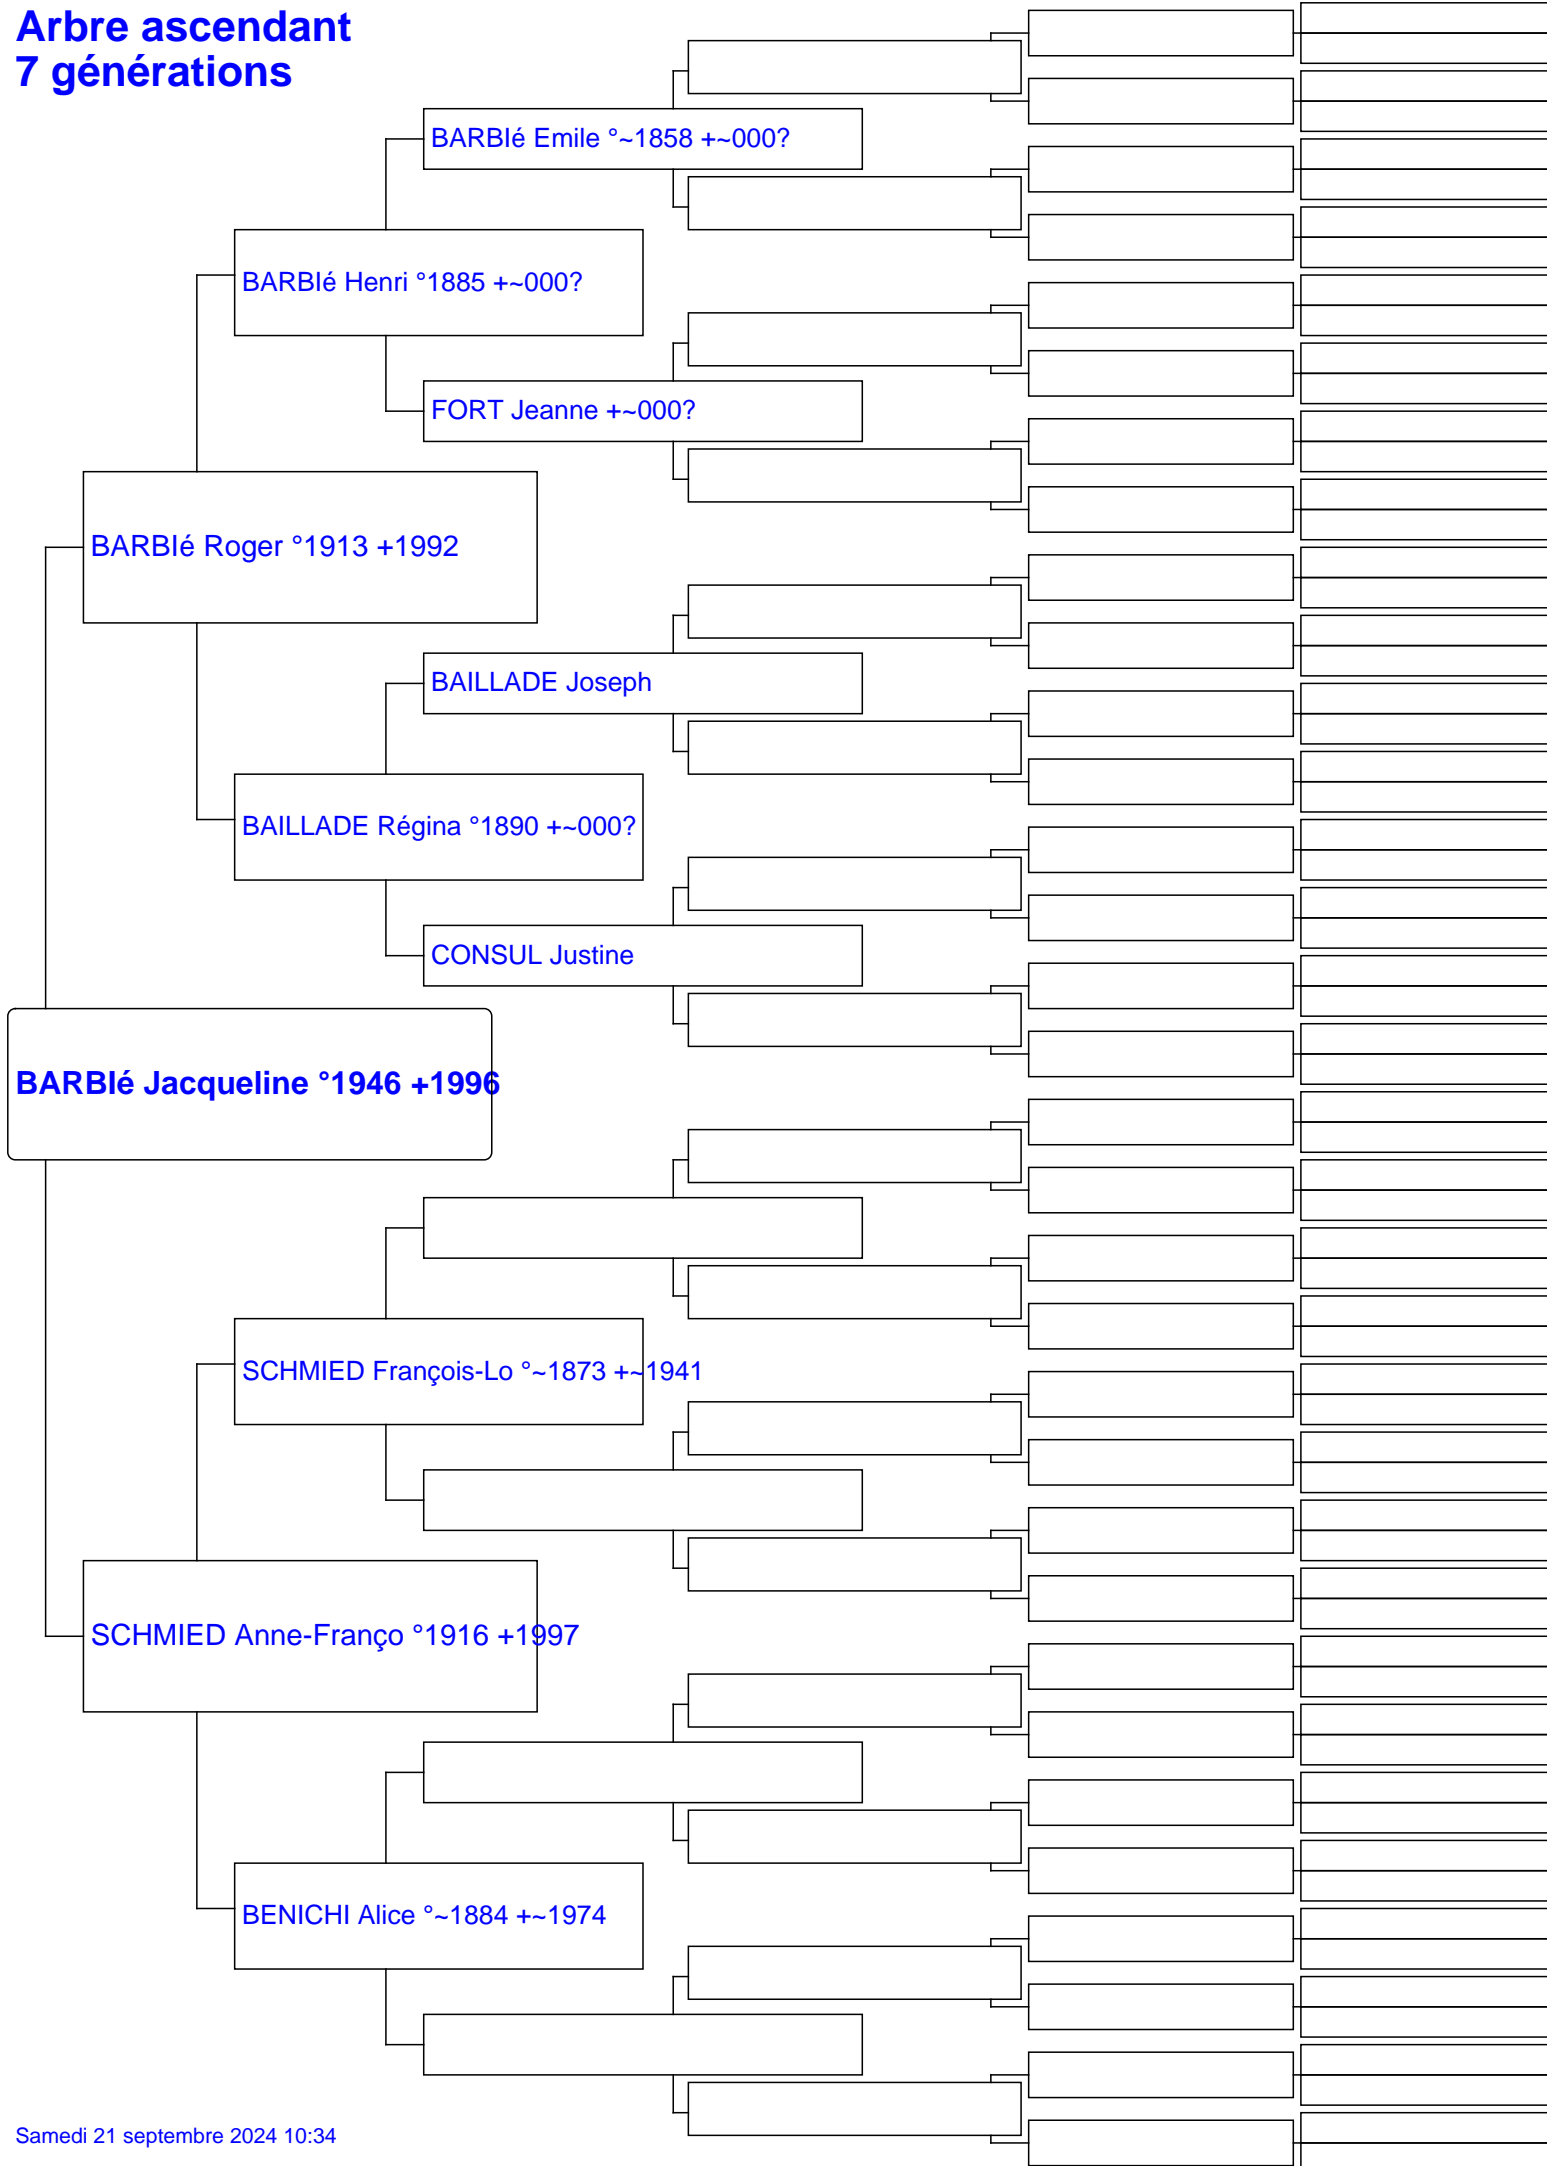 Arbre ascendant
7 générations
BARBIé Emile °~1858 +~000?
BARBIé Henri °1885 +~000?
FORT Jeanne +~000?
BARBIé Roger °1913 +1992
BAILLADE Joseph
BAILLADE Régina °1890 +~000?
CONSUL Justine
BARBIé Jacqueline °1946 +1996
SCHMIED François-Lo °~1873 +~1941
SCHMIED Anne-Franço °1916 +1997
BENICHI Alice °~1884 +~1974
Samedi 21 septembre 2024 10:34